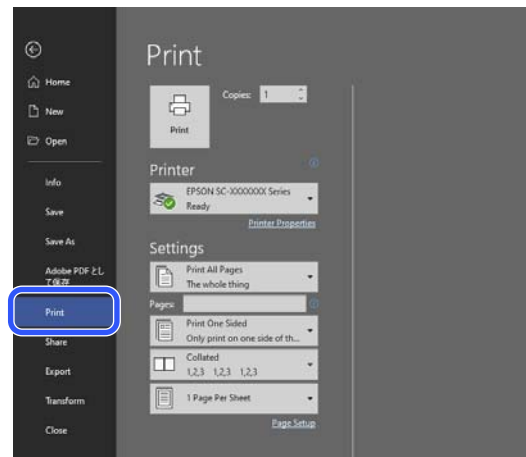 Home
New
Open
Info
Save
Save As
Adobe PDF とし
て保存
Print
Share
Export
Transform
Close
Print
Print
Copies: 1
Printer
EPSON SC-XXXXXXX Series
Ready
Printer Properties
Settings
Print All Pages
The whole thing
Pages:
Print One Sided
Only print on one side of th...
Collated
1,2,3 1,2,3 1,2,3
1 Page Per Sheet
Page Setup